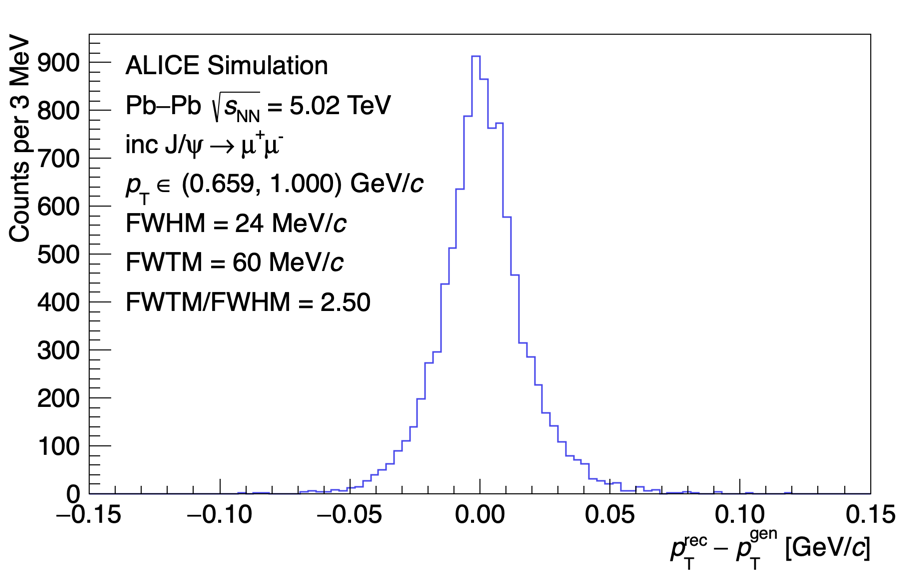 Counts per 3 MeV
900
800
700
600
500
400
300
200
100
0
ALICE Simulation
Pb–Pb √s_NN = 5.02 TeV
inc J/ψ → μ⁺μ⁻
p_T ∈ (0.659, 1.000) GeV/c
FWHM = 24 MeV/c
FWTM = 60 MeV/c
FWTM/FWHM = 2.50
−0.15 −0.10 −0.05 0.00 0.05 0.10 0.15
p_T^rec − p_T^gen [GeV/c]